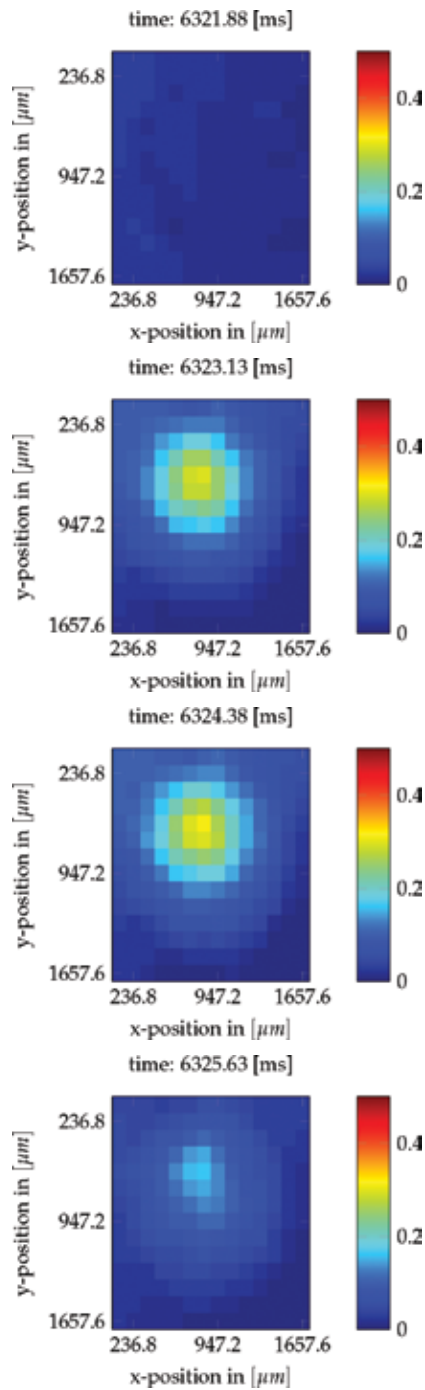 time: 6321.88 [ms]
y-position in [μm]
236.8
947.2
1657.6
236.8 947.2 1657.6
x-position in [μm]
0.4
0.2
0
time: 6323.13 [ms]
y-position in [μm]
236.8
947.2
1657.6
236.8 947.2 1657.6
x-position in [μm]
0.4
0.2
0
time: 6324.38 [ms]
y-position in [μm]
236.8
947.2
1657.6
236.8 947.2 1657.6
x-position in [μm]
0.4
0.2
0
time: 6325.63 [ms]
y-position in [μm]
236.8
947.2
1657.6
236.8 947.2 1657.6
x-position in [μm]
0.4
0.2
0